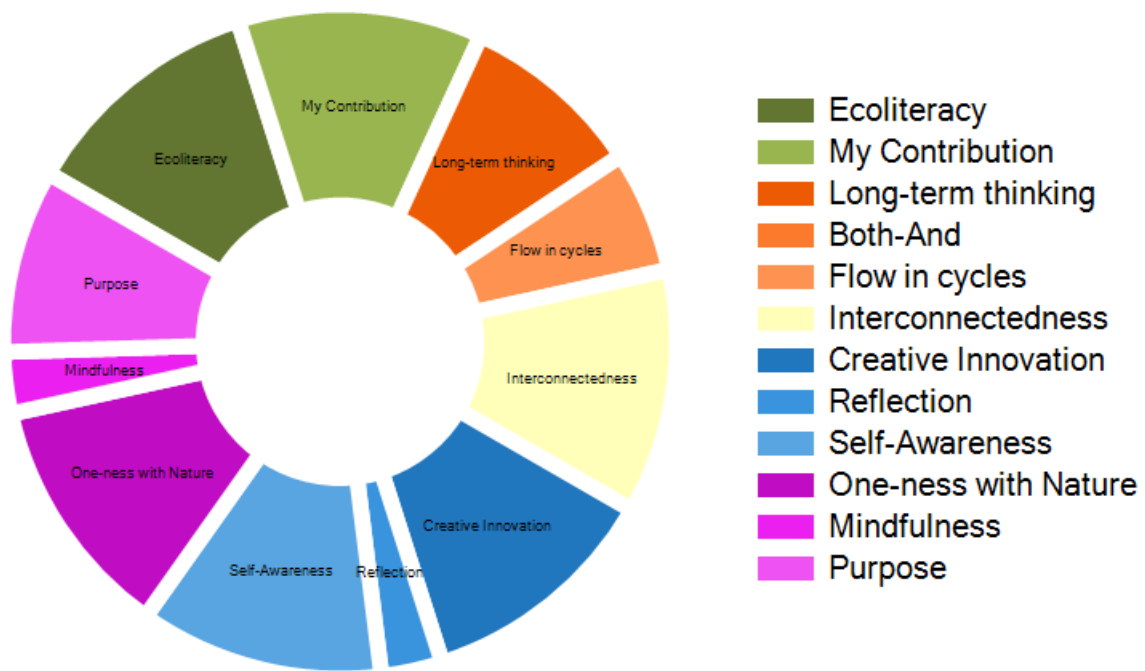 My Contribution
Ecoliteracy
Long-term thinking
Flow in cycles
Purpose
Mindfulness
Interconnectedness
One-ness with Nature
Creative Innovation
Self-Awareness
Reflection
Ecoliteracy
My Contribution
Long-term thinking
Both-And
Flow in cycles
Interconnectedness
Creative Innovation
Reflection
Self-Awareness
One-ness with Nature
Mindfulness
Purpose